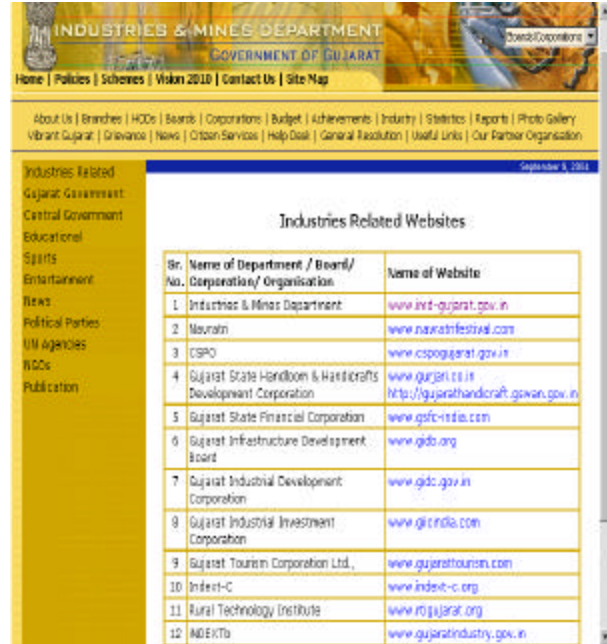 INDUSTRIES & MINES DEPARTMENT
GOVERNMENT OF GUJARAT
Boards/Corporations
Home | Policies | Schemes | Vision 2010 | Contact Us | Site Map
About Us | Branches | HODs | Boards | Corporations | Budget | Achievements | Industry | Statistics | Reports | Photo Gallery
Vibrant Gujarat | Grievance | News | Citizen Services | Help Desk | General Resolution | Useful Links | Our Partner Organisation
Industries Related
Gujarat Government
Central Government
Educational
Sports
Entertainment
News
Political Parties
UN Agencies
NGOs
Publication
Industries Related Websites
Sr. No. Name of Department / Board/ Corporation/ Organisation Name of Website
1 Industries & Mines Department www.imd-gujarat.gov.in
2 Navratri www.navratrifestival.com
3 CSPO www.cspogujarat.gov.in
4 Gujarat State Handloom & Handicrafts www.gurjari.co.in
Development Corporation http://gujarathandicraft.gswan.gov.in
5 Gujarat State Financial Corporation www.gsfc-india.com
6 Gujarat Infrastructure Development www.gidb.org
Board
7 Gujarat Industrial Development www.gidc.gov.in
Corporation
8 Gujarat Industrial Investment www.giicindia.com
Corporation
9 Gujarat Tourism Corporation Ltd., www.gujarattourism.com
10 Indext-C www.indext-c.org
11 Rural Technology Institute www.rtigujarat.org
12 iNDEXTb www.gujaratindustry.gov.in